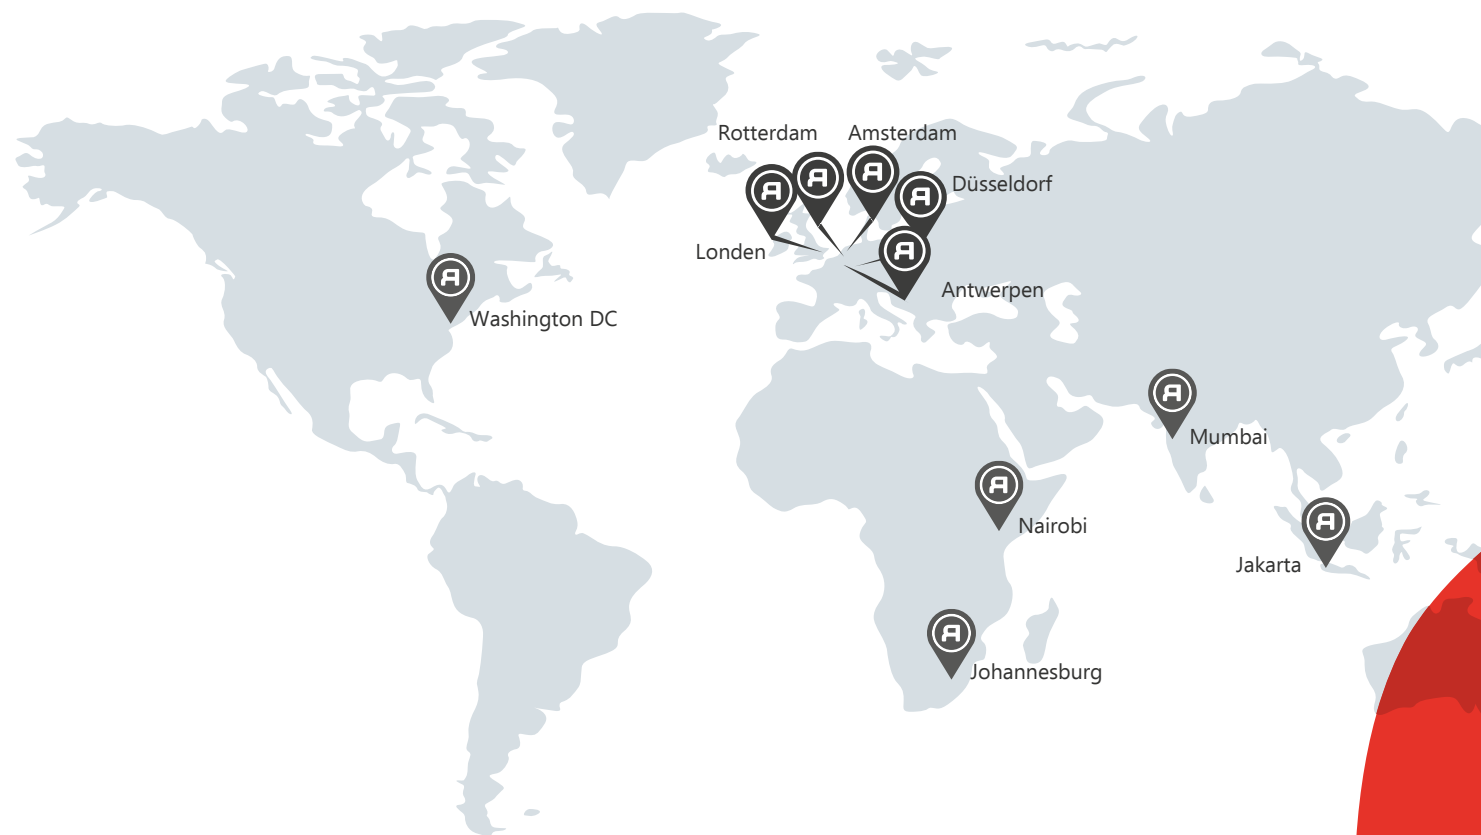 Rotterdam
Amsterdam
Düsseldorf
Londen
Antwerpen
Washington DC
Mumbai
Nairobi
Jakarta
Johannesburg